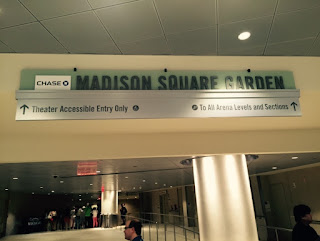 CHASE MADISON SQUARE GARDEN
Theater Accessible Entry Only To All Arena Levels and Sections